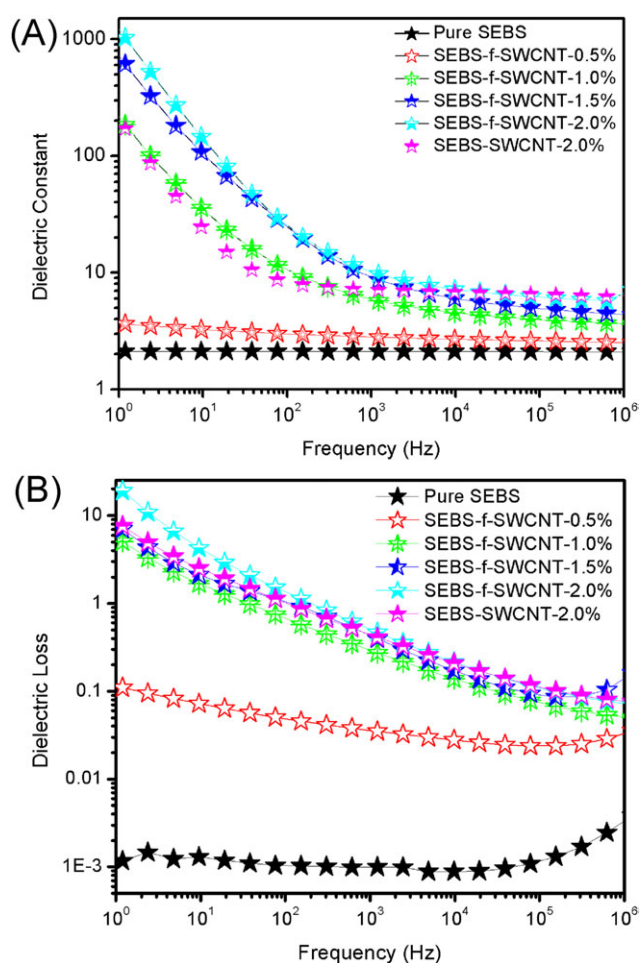 (A)
Pure SEBS
SEBS-f-SWCNT-0.5%
SEBS-f-SWCNT-1.0%
SEBS-f-SWCNT-1.5%
SEBS-f-SWCNT-2.0%
SEBS-SWCNT-2.0%
Dielectric Constant
1000
100
10
1
10⁰ 10¹ 10² 10³ 10⁴ 10⁵ 10⁶
Frequency (Hz)
(B)
Pure SEBS
SEBS-f-SWCNT-0.5%
SEBS-f-SWCNT-1.0%
SEBS-f-SWCNT-1.5%
SEBS-f-SWCNT-2.0%
SEBS-SWCNT-2.0%
Dielectric Loss
10
1
0.1
0.01
1E-3
10⁰ 10¹ 10² 10³ 10⁴ 10⁵ 10⁶
Frequency (Hz)